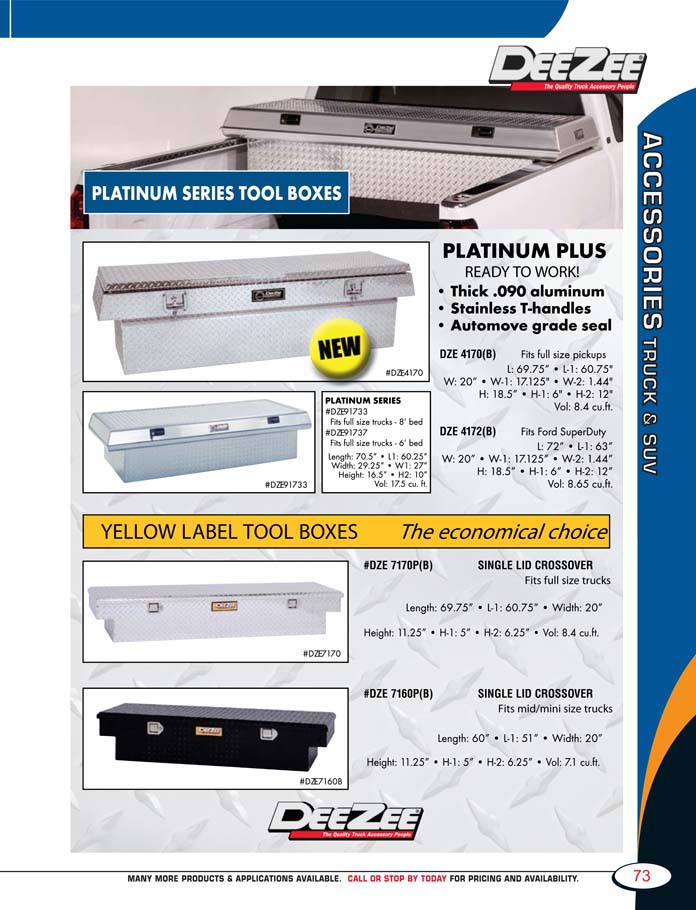 DEEZEE
The Quality Truck Accessory People
ACCESSORIES TRUCK & SUV
PLATINUM SERIES TOOL BOXES
NEW
#DZE4170
PLATINUM PLUS
READY TO WORK!
• Thick .090 aluminum
• Stainless T-handles
• Automove grade seal
DZE 4170(B) Fits full size pickups
L: 69.75” • L-1: 60.75"
W: 20” • W-1: 17.125" • W-2: 1.44"
H: 18.5” • H-1: 6" • H-2: 12"
Vol: 8.4 cu.ft.
DZE 4172(B) Fits Ford SuperDuty
L: 72” • L-1: 63”
W: 20” • W-1: 17.125” • W-2: 1.44”
H: 18.5” • H-1: 6” • H-2: 12”
Vol: 8.65 cu.ft.
#DZE91733
PLATINUM SERIES
#DZE91733
Fits full size trucks - 8’ bed
#DZE91737
Fits full size trucks - 6’ bed
Length: 70.5” • L1: 60.25”
Width: 29.25” • W1: 27”
Height: 16.5” • H2: 10”
Vol: 17.5 cu. ft.
YELLOW LABEL TOOL BOXES The economical choice
DEEZEE
#DZE7170
#DZE 7170P(B) SINGLE LID CROSSOVER
Fits full size trucks
Length: 69.75” • L-1: 60.75” • Width: 20”
Height: 11.25” • H-1: 5” • H-2: 6.25” • Vol: 8.4 cu.ft.
DEEZEE
#DZE7160B
#DZE 7160P(B) SINGLE LID CROSSOVER
Fits mid/mini size trucks
Length: 60” • L-1: 51” • Width: 20”
Height: 11.25” • H-1: 5” • H-2: 6.25” • Vol: 7.1 cu.ft.
DEEZEE
The Quality Truck Accessory People
MANY MORE PRODUCTS & APPLICATIONS AVAILABLE. CALL OR STOP BY TODAY FOR PRICING AND AVAILABILITY.
73